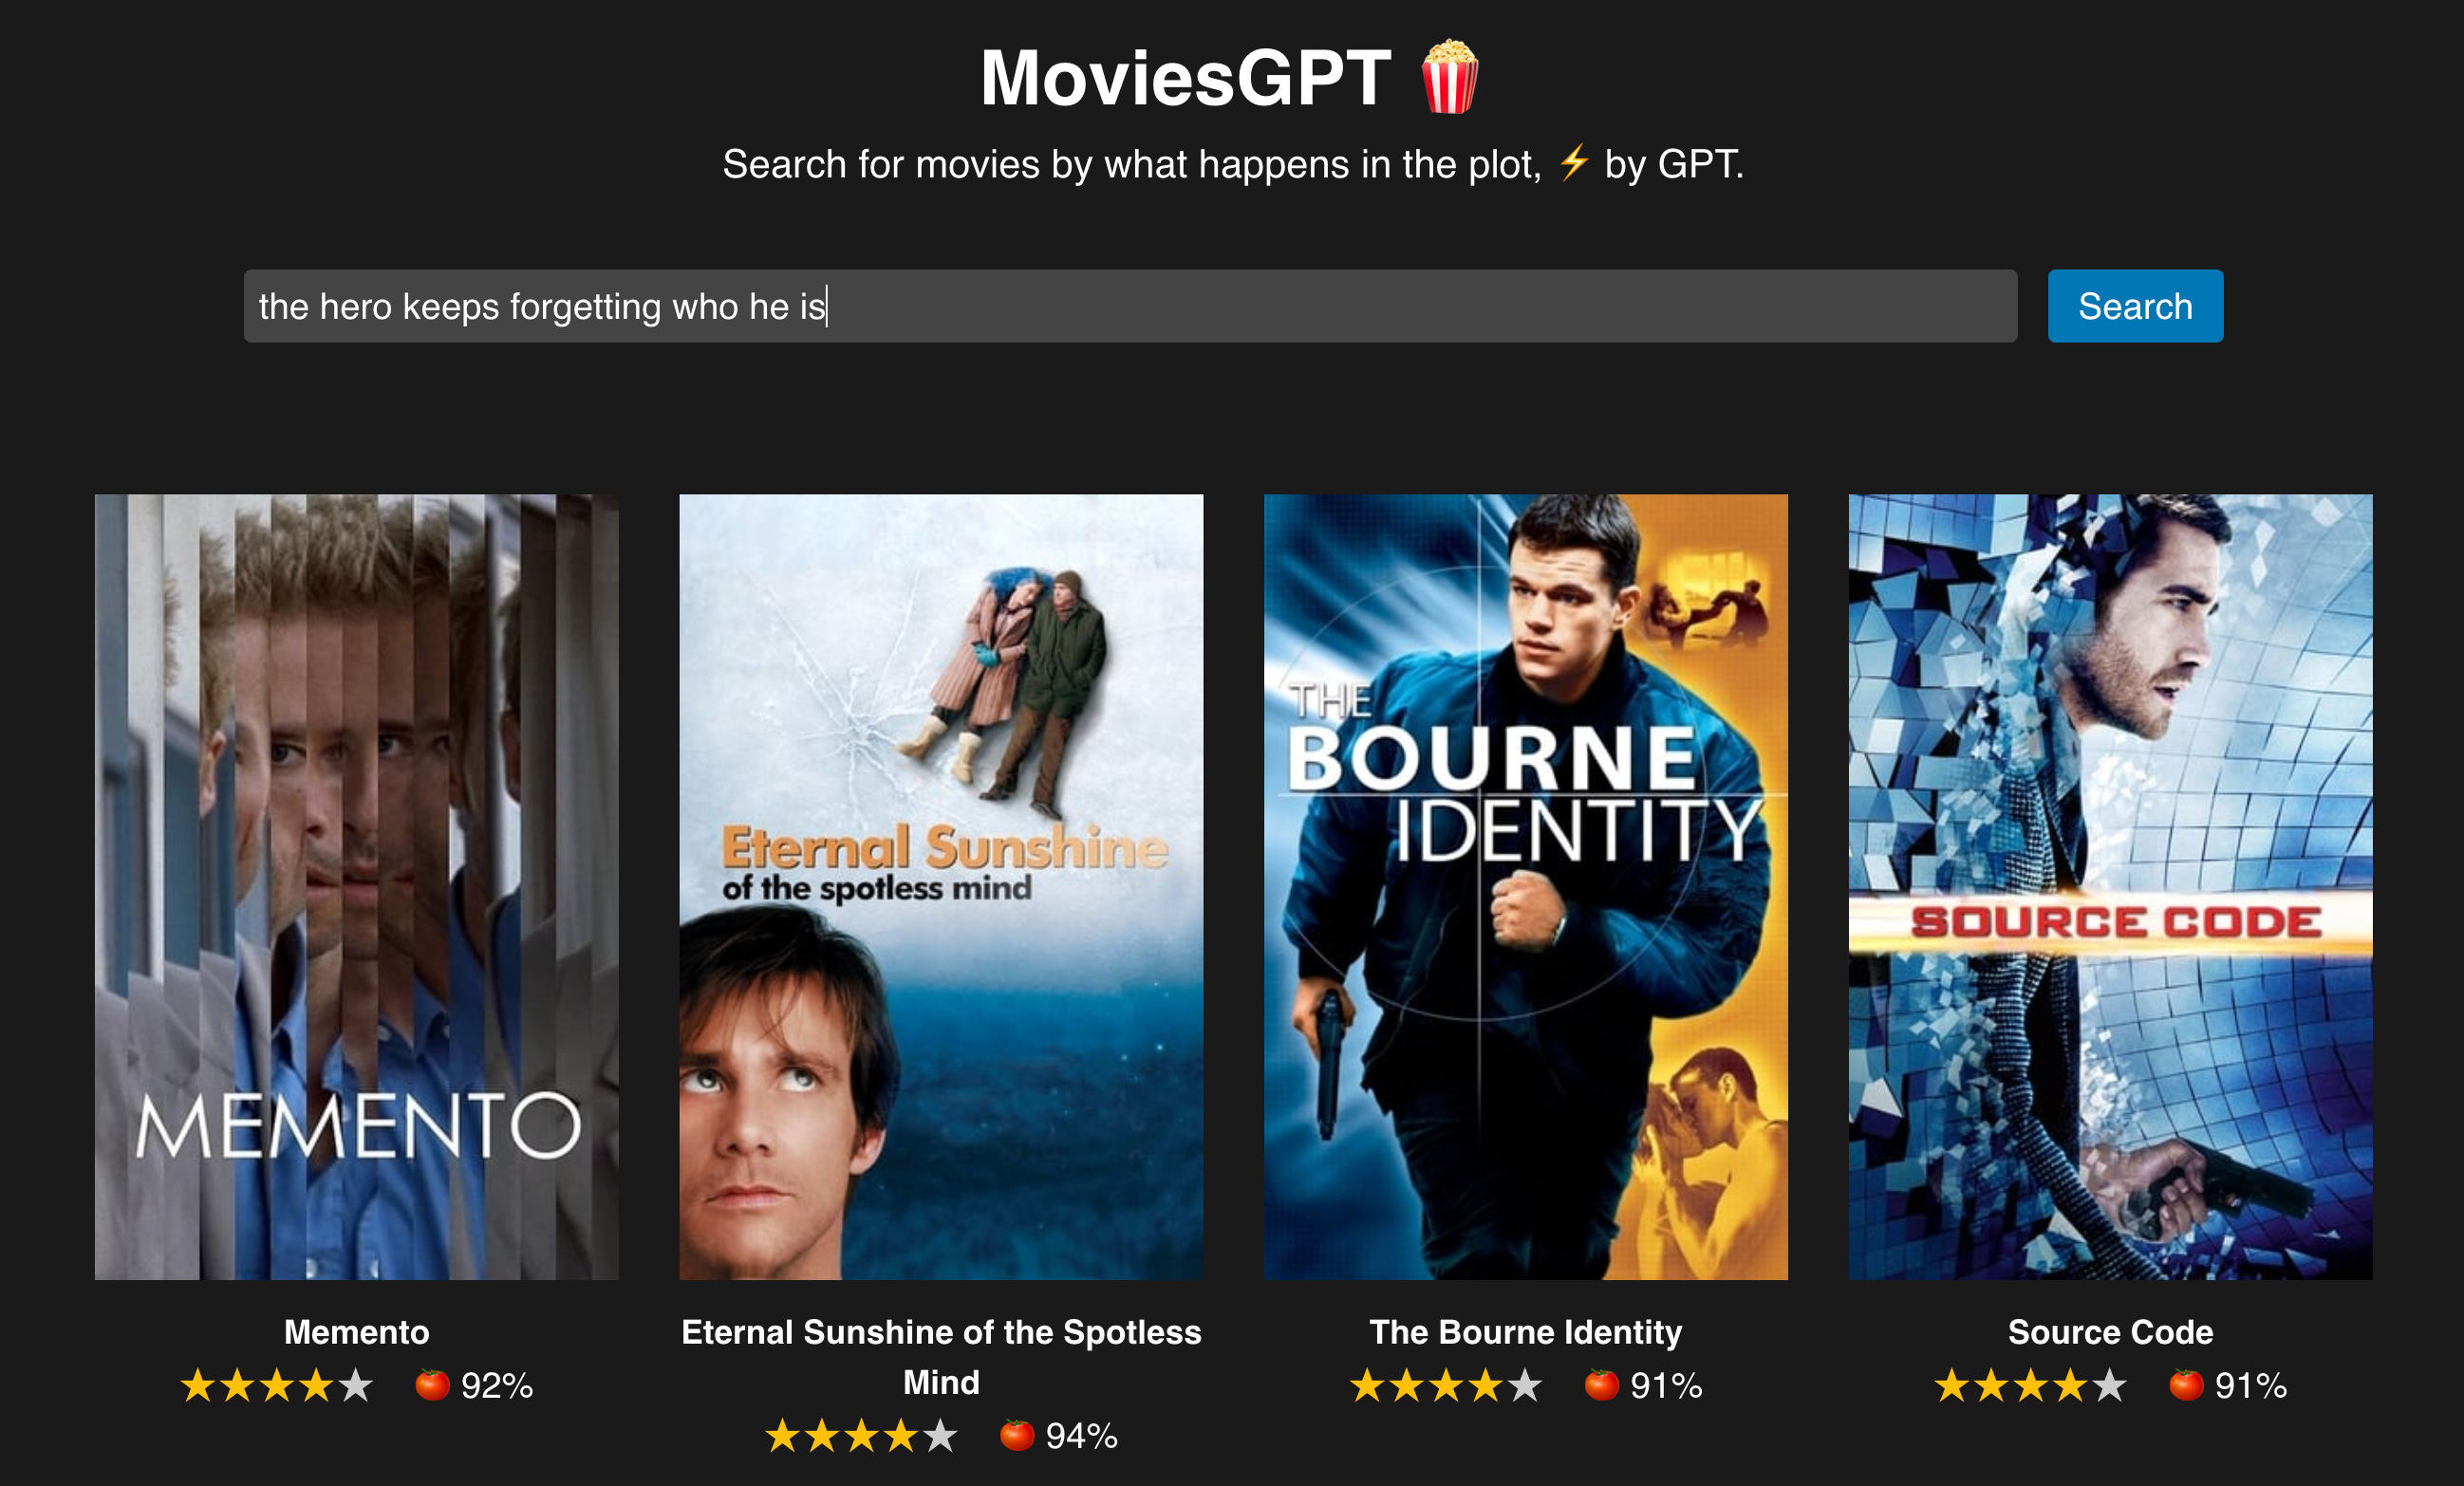 MoviesGPT 🍿
Search for movies by what happens in the plot, ⚡ by GPT.
the hero keeps forgetting who he is
Search
MEMENTO
Eternal Sunshine
of the spotless mind
THE
BOURNE
IDENTITY
SOURCE CODE
Memento
★★★★★ 🍅 92%
Eternal Sunshine of the Spotless
Mind
★★★★★ 🍅 94%
The Bourne Identity
★★★★★ 🍅 91%
Source Code
★★★★★ 🍅 91%